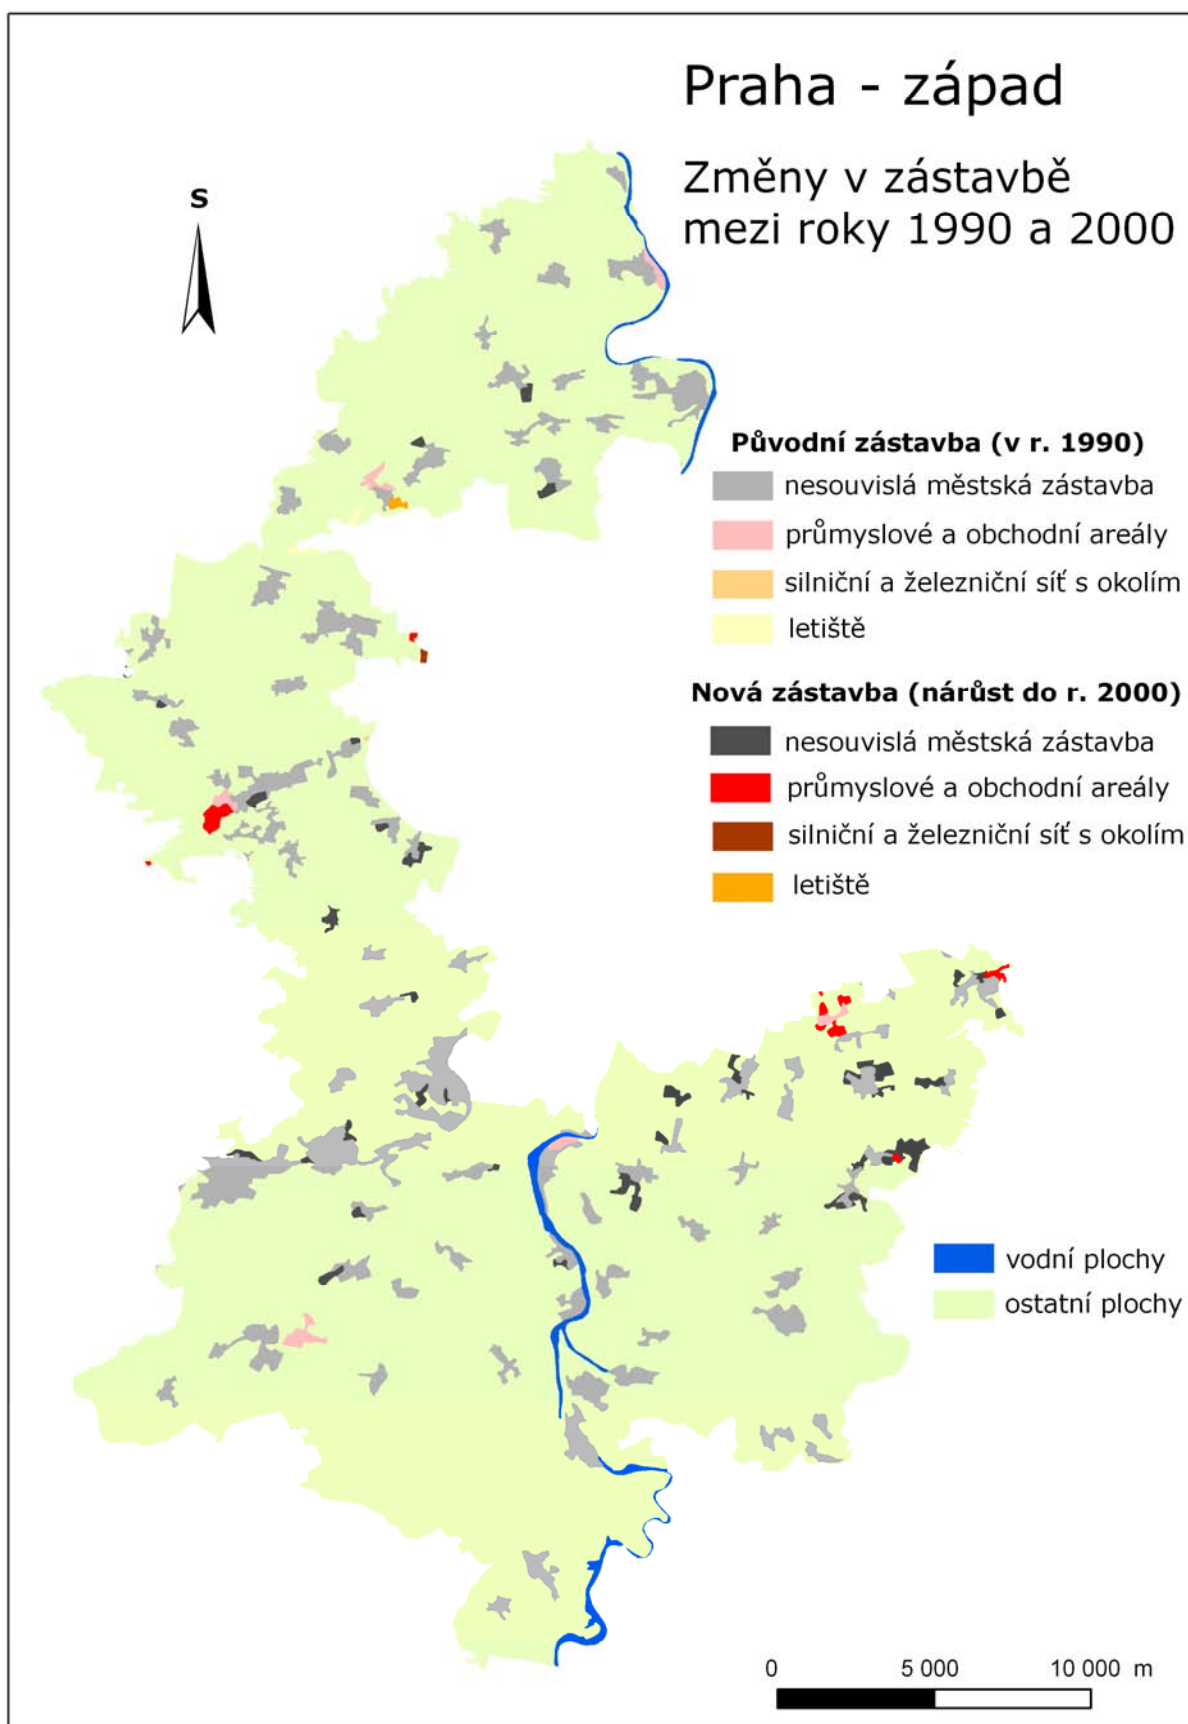 Praha - západ
Změny v zástavbě
mezi roky 1990 a 2000
S
Původní zástavba (v r. 1990)
nesouvislá městská zástavba
průmyslové a obchodní areály
silniční a železniční síť s okolím
letiště
Nová zástavba (nárůst do r. 2000)
nesouvislá městská zástavba
průmyslové a obchodní areály
silniční a železniční síť s okolím
letiště
vodní plochy
ostatní plochy
0 5 000 10 000 m